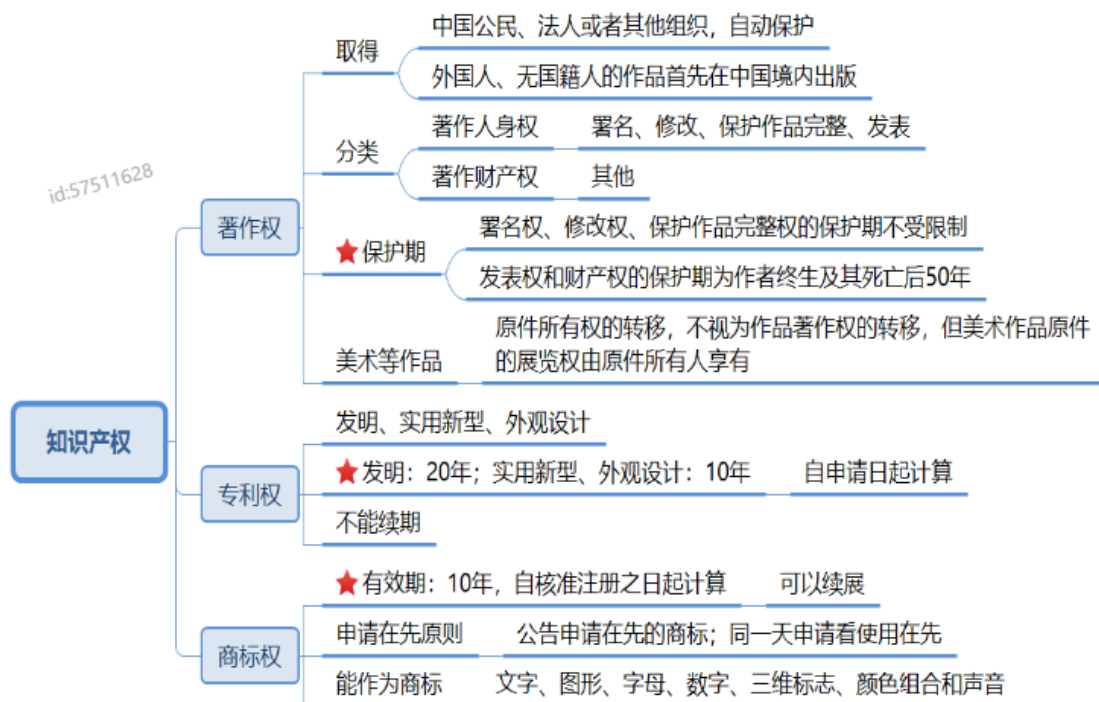 中国公民、法人或者其他组织，自动保护
取得
外国人、无国籍人的作品首先在中国境内出版
著作人身权
署名、修改、保护作品完整、发表
分类
著作财产权
其他
id:57511628
著作权
署名权、修改权、保护作品完整权的保护期不受限制
保护期
发表权和财产权的保护期为作者终生及其死亡后50年
原件所有权的转移，不视为作品著作权的转移，但美术作品原件
的展览权由原件所有人享有
美术等作品
知识产权
发明、实用新型、外观设计
专利权
发明：20年；实用新型、外观设计：10年
自申请日起计算
不能续期
有效期：10年，自核准注册之日起计算
可以续展
商标权
申请在先原则
公告申请在先的商标；同一天申请看使用在先
能作为商标
文字、图形、字母、数字、三维标志、颜色组合和声音